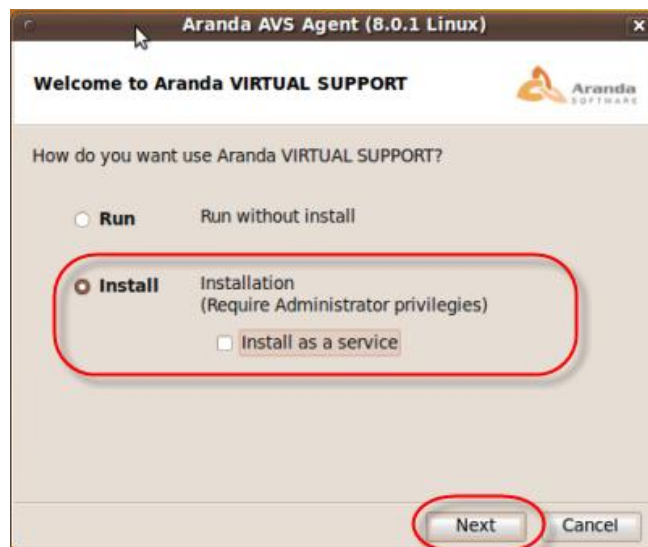 Aranda AVS Agent (8.0.1 Linux)
Welcome to Aranda VIRTUAL SUPPORT
Aranda
SOFTWARE
How do you want use Aranda VIRTUAL SUPPORT?
Run Run without install
Install Installation
(Require Administrator privilegies)
Install as a service
Next Cancel